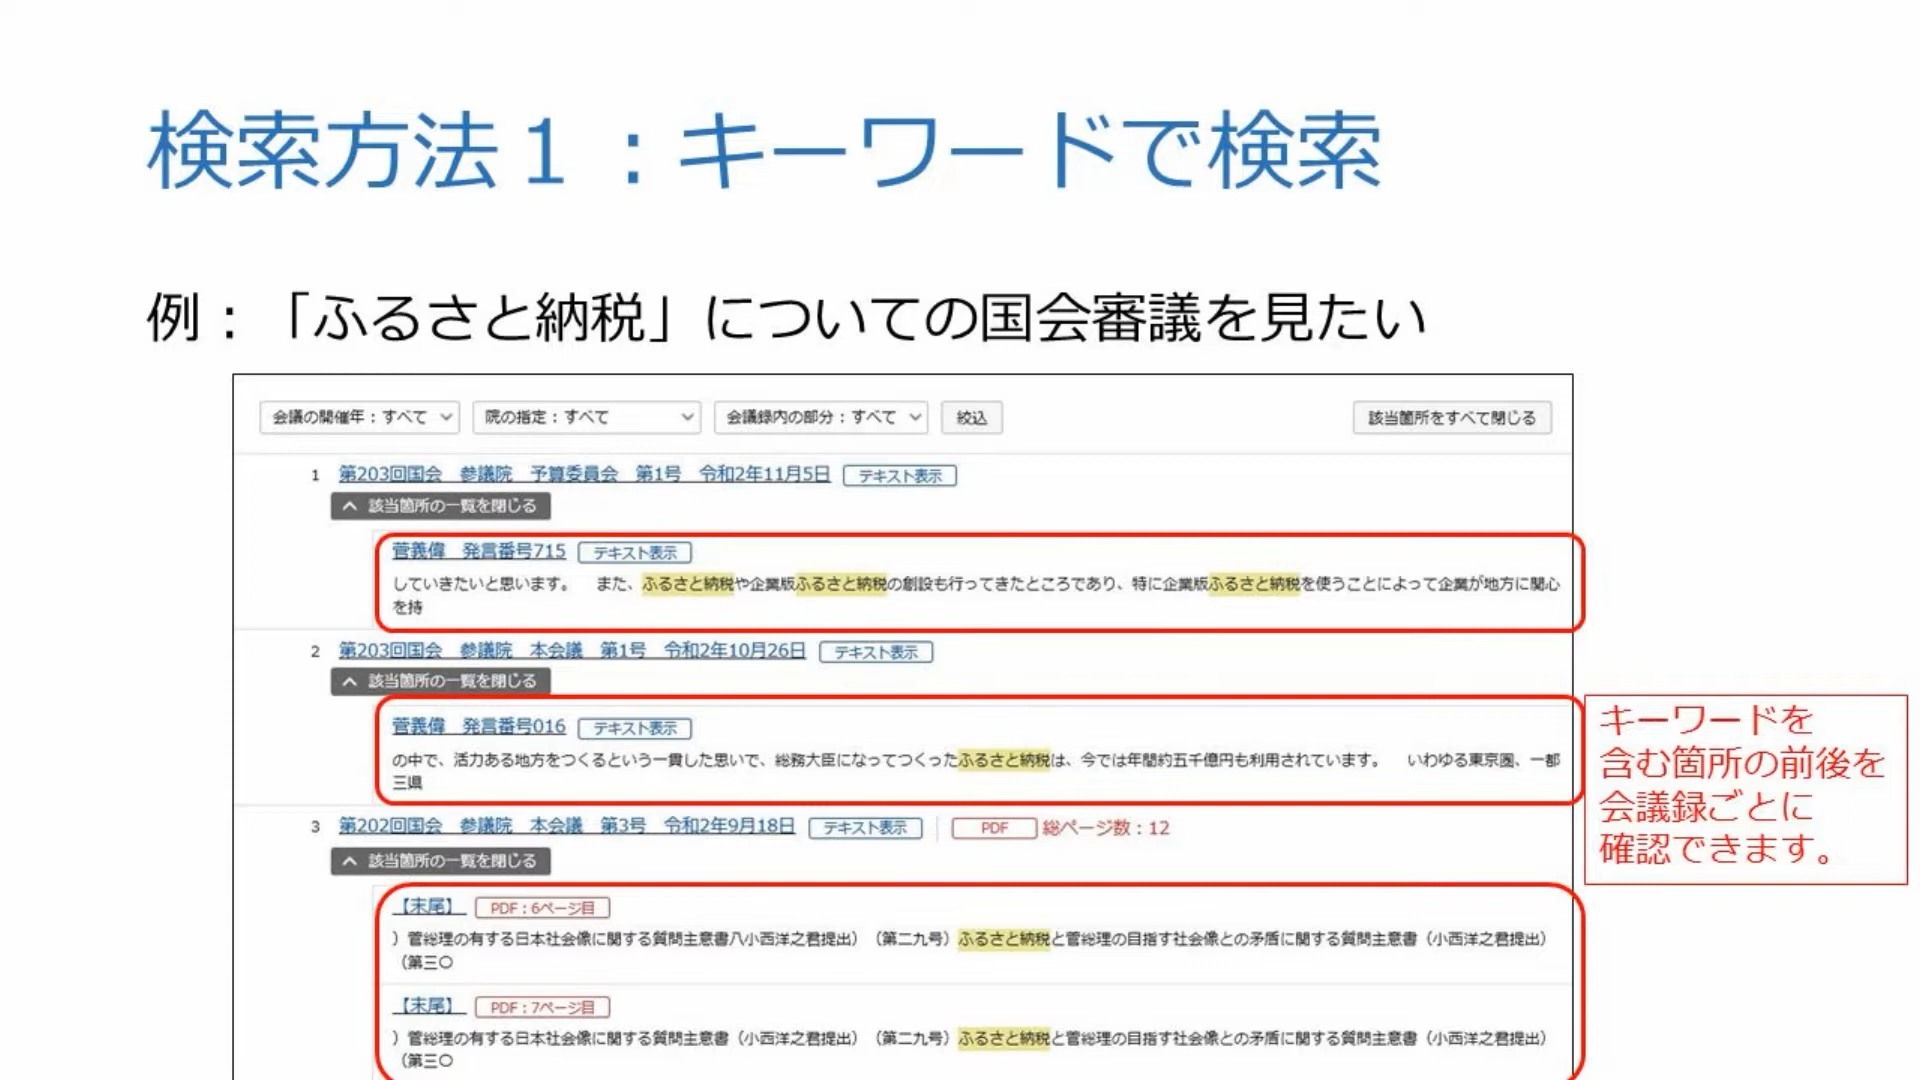 検索方法１：キーワードで検索
例：「ふるさと納税」についての国会審議を見たい
会議の開催年：すべて 院の指定：すべて 会議録内の部分：すべて 絞込 該当箇所をすべて閉じる
1 第203回国会 参議院 予算委員会 第1号 令和2年11月5日 テキスト表示
該当箇所の一覧を閉じる
菅義偉 発言番号715 テキスト表示
していきたいと思います。 また、ふるさと納税や企業版ふるさと納税の創設も行ってきたところであり、特に企業版ふるさと納税を使うことによって企業が地方に関心
を持
2 第203回国会 参議院 本会議 第1号 令和2年10月26日 テキスト表示
該当箇所の一覧を閉じる
菅義偉 発言番号016 テキスト表示
の中で、活力ある地方をつくるという一貫した思いで、総務大臣になってつくったふるさと納税は、今では年間約五千億円も利用されています。 いわゆる東京圏、一都
三県
キーワードを
含む箇所の前後を
会議録ごとに
確認できます。
3 第202回国会 参議院 本会議 第3号 令和2年9月18日 テキスト表示 PDF 総ページ数：12
該当箇所の一覧を閉じる
【末尾】 PDF：6ページ目
）管総理の有する日本社会像に関する質問主意書八小西洋之君提出）（第二九号）ふるさと納税と管総理の目指す社会像との矛盾に関する質問主意書（小西洋之君提出）
（第三〇
【末尾】 PDF：7ページ目
）管総理の有する日本社会像に関する質問主意書（小西洋之君提出）（第二九号）ふるさと納税と管総理の目指す社会像との矛盾に関する質問主意書（小西洋之君提出）
（第三〇